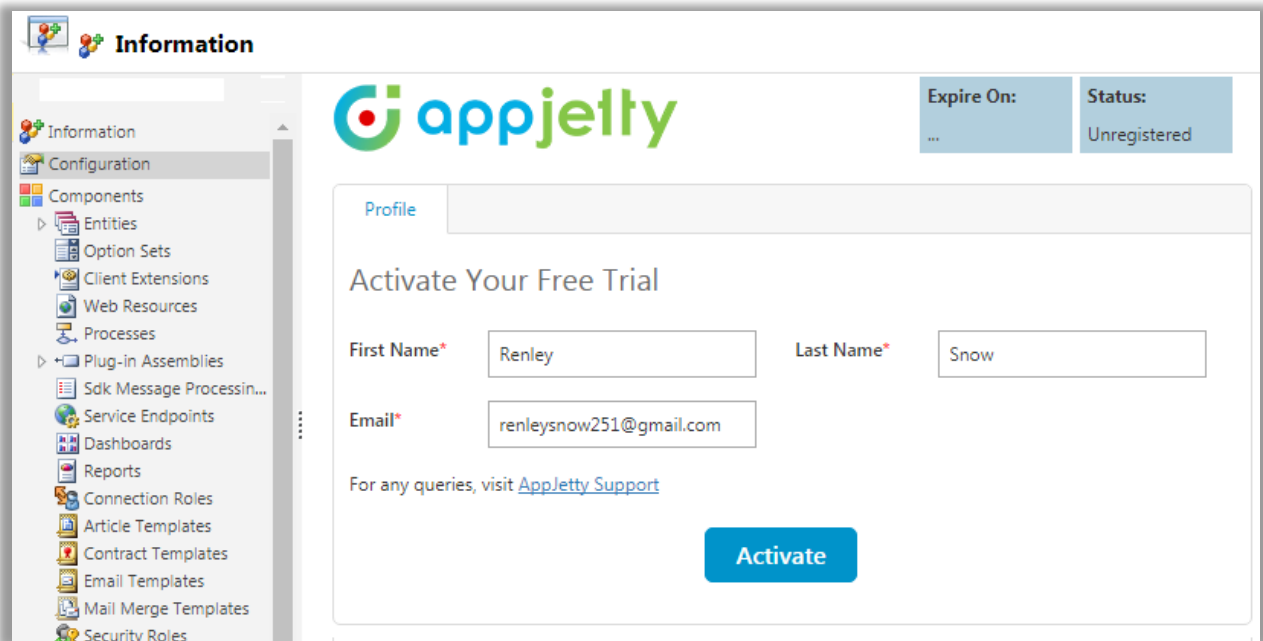 Information
Information
Configuration
Components
Entities
Option Sets
Client Extensions
Web Resources
Processes
Plug-in Assemblies
Sdk Message Processin...
Service Endpoints
Dashboards
Reports
Connection Roles
Article Templates
Contract Templates
Email Templates
Mail Merge Templates
Security Roles
appjetty
Expire On:
...
Status:
Unregistered
Profile
Activate Your Free Trial
First Name* Renley Last Name* Snow
Email* renleysnow251@gmail.com
For any queries, visit AppJetty Support
Activate